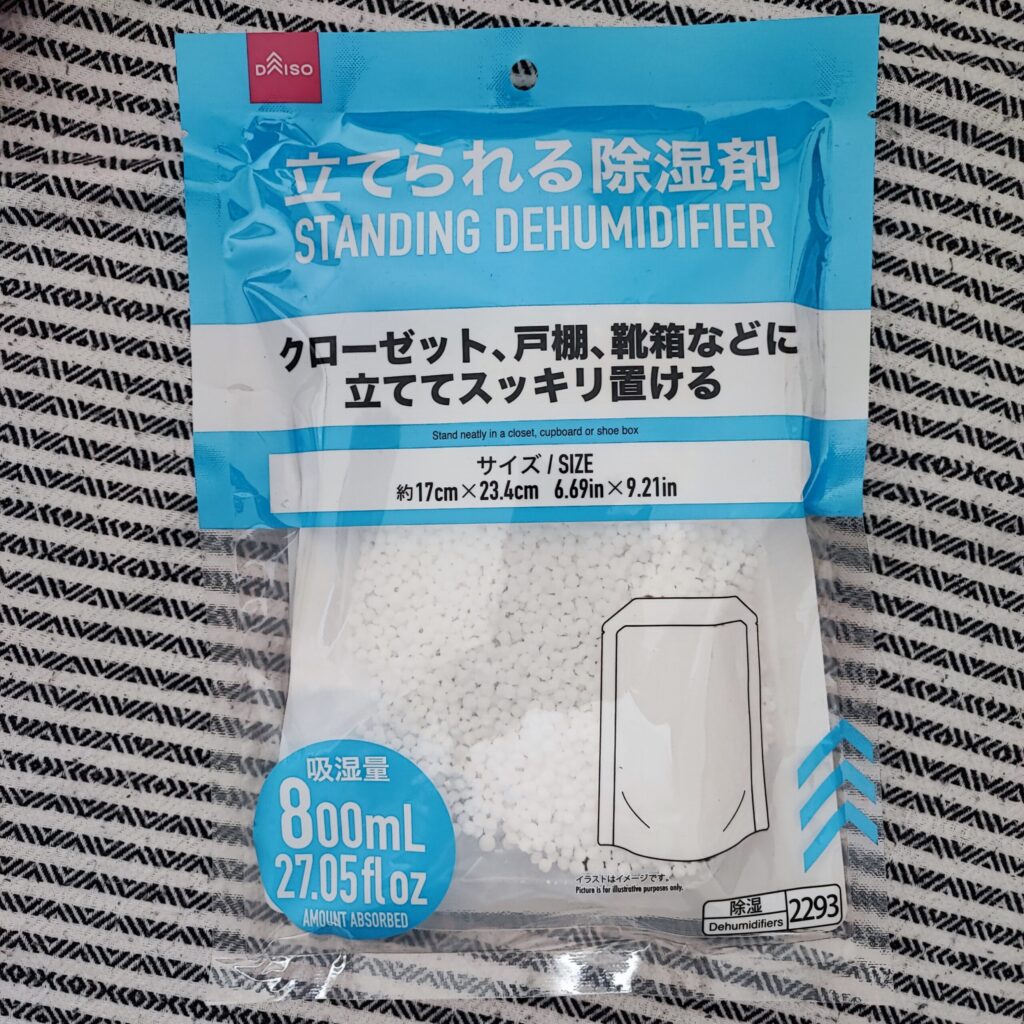 DAISO
立てられる除湿剤
STANDING DEHUMIDIFIER
クローゼット、戸棚、靴箱などに
立ててスッキリ置ける
Stand neatly in a closet, cupboard or shoe box
サイズ / SIZE
約17cm×23.4cm 6.69in×9.21in
吸湿量
800mL
27.05fl oz
AMOUNT ABSORBED
イラストはイメージです。
Picture is for illustrative purposes only.
除湿
Dehumidifiers
2293